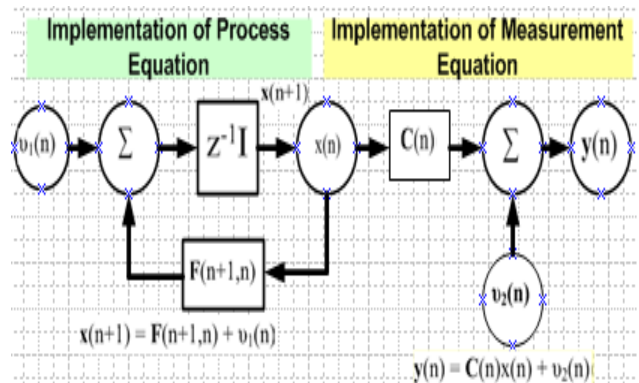 Implementation of Process
Equation
Implementation of Measurement
Equation
x(n+1)
υ₁(n)
Σ
z⁻¹I
x(n)
C(n)
Σ
y(n)
F(n+1,n)
υ₂(n)
x(n+1) = F(n+1,n) + υ₁(n)
y(n) = C(n)x(n) + υ₂(n)